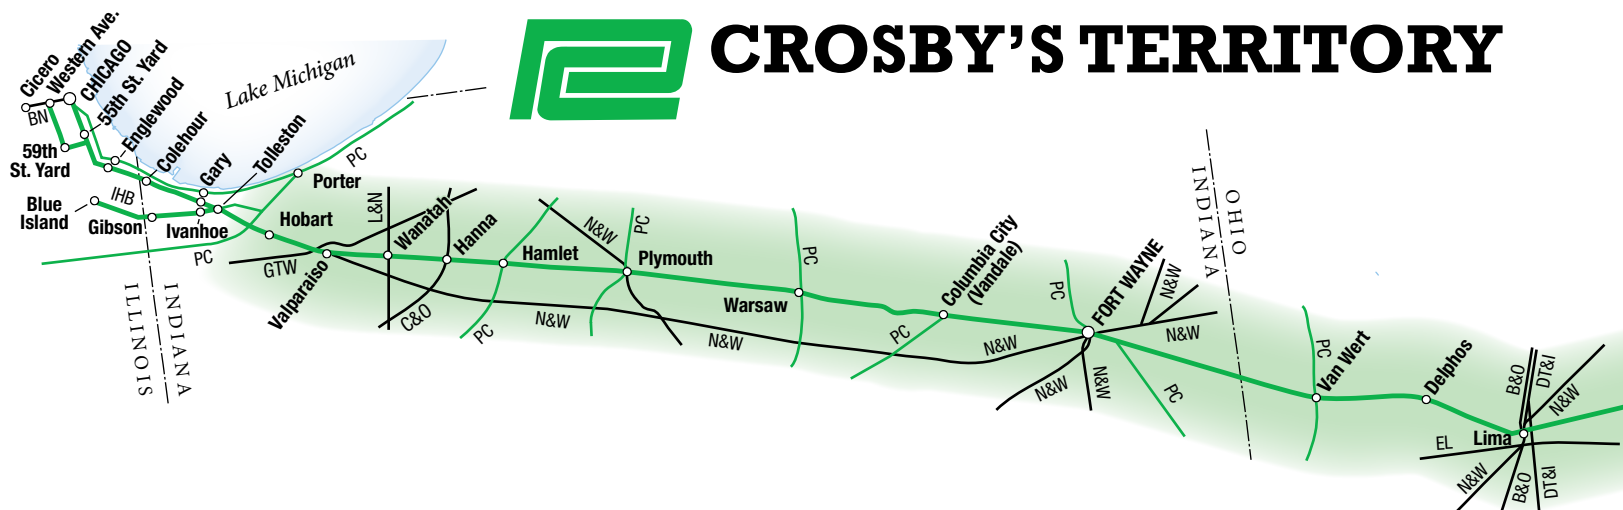 CROSBY’S TERRITORY
Cicero
Western Ave.
CHICAGO
55th St. Yard
Englewood
Colehour
Gary
Tolleston
Lake Michigan
BN
59th
St. Yard
Blue
Island
IHB
Gibson
Ivanhoe
PC
Porter
PC
Hobart
GTW
Valparaiso
ILLINOIS
INDIANA
L&N
Wanatah
C&O
Hanna
PC
Hamlet
N&W
N&W
PC
Plymouth
N&W
Warsaw
PC
PC
Columbia City
(Vandale)
N&W
PC
FORT WAYNE
N&W
N&W
N&W
N&W
PC
INDIANA
OHIO
PC
Van Wert
Delphos
EL
Lima
B&O
DT&I
N&W
N&W
B&O
DT&I